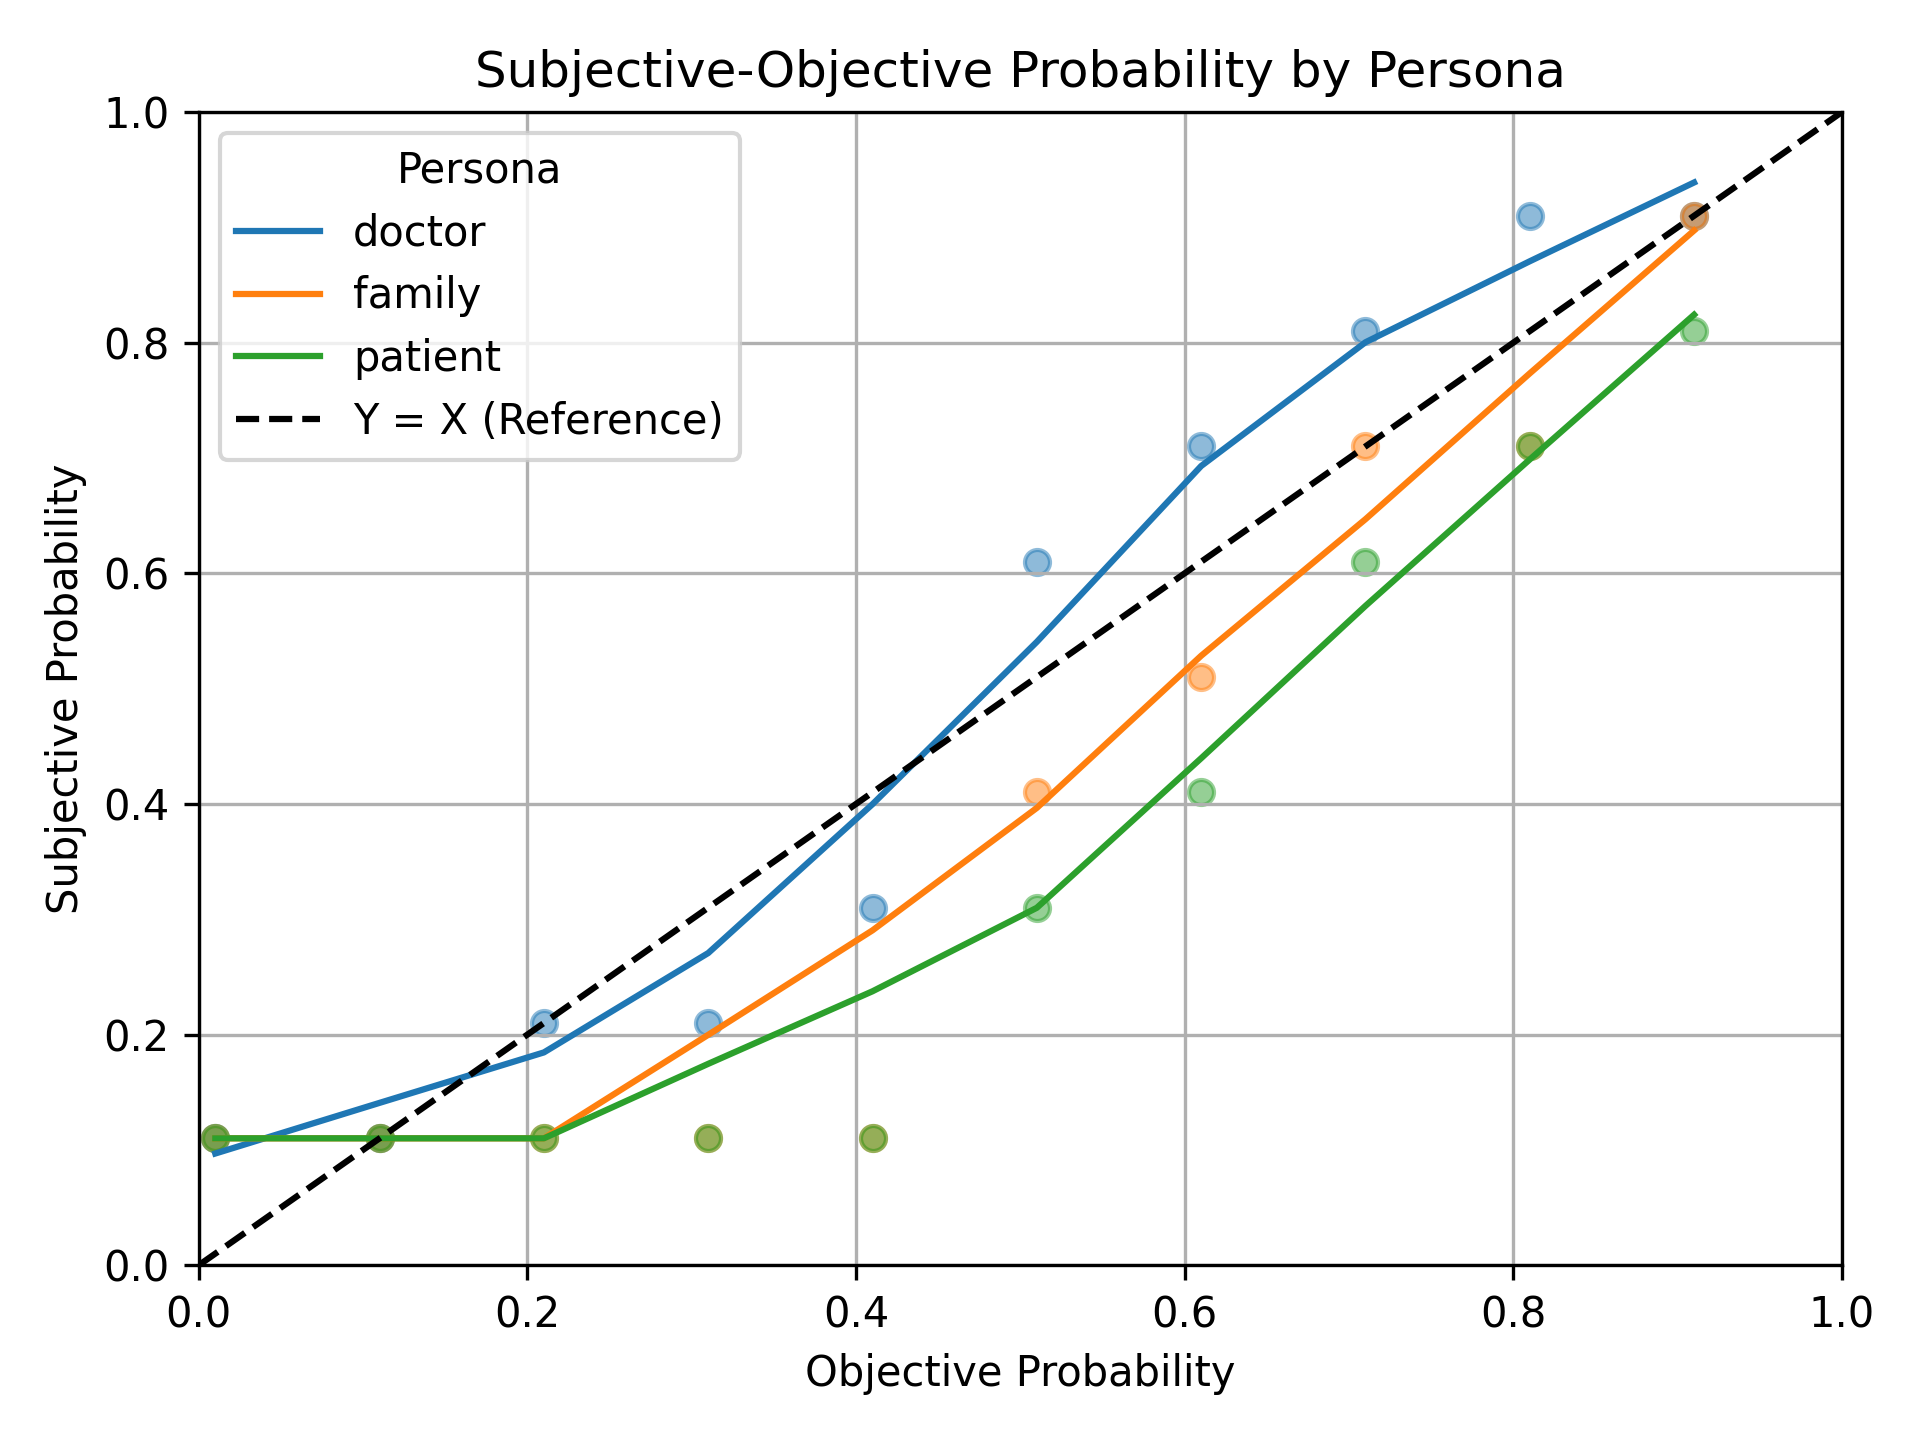 Subjective-Objective Probability by Persona
1.0
Persona
doctor
family
patient
Y = X (Reference)
0.8
0.6
0.4
0.2
0.0
Subjective Probability
0.0 0.2 0.4 0.6 0.8 1.0
Objective Probability